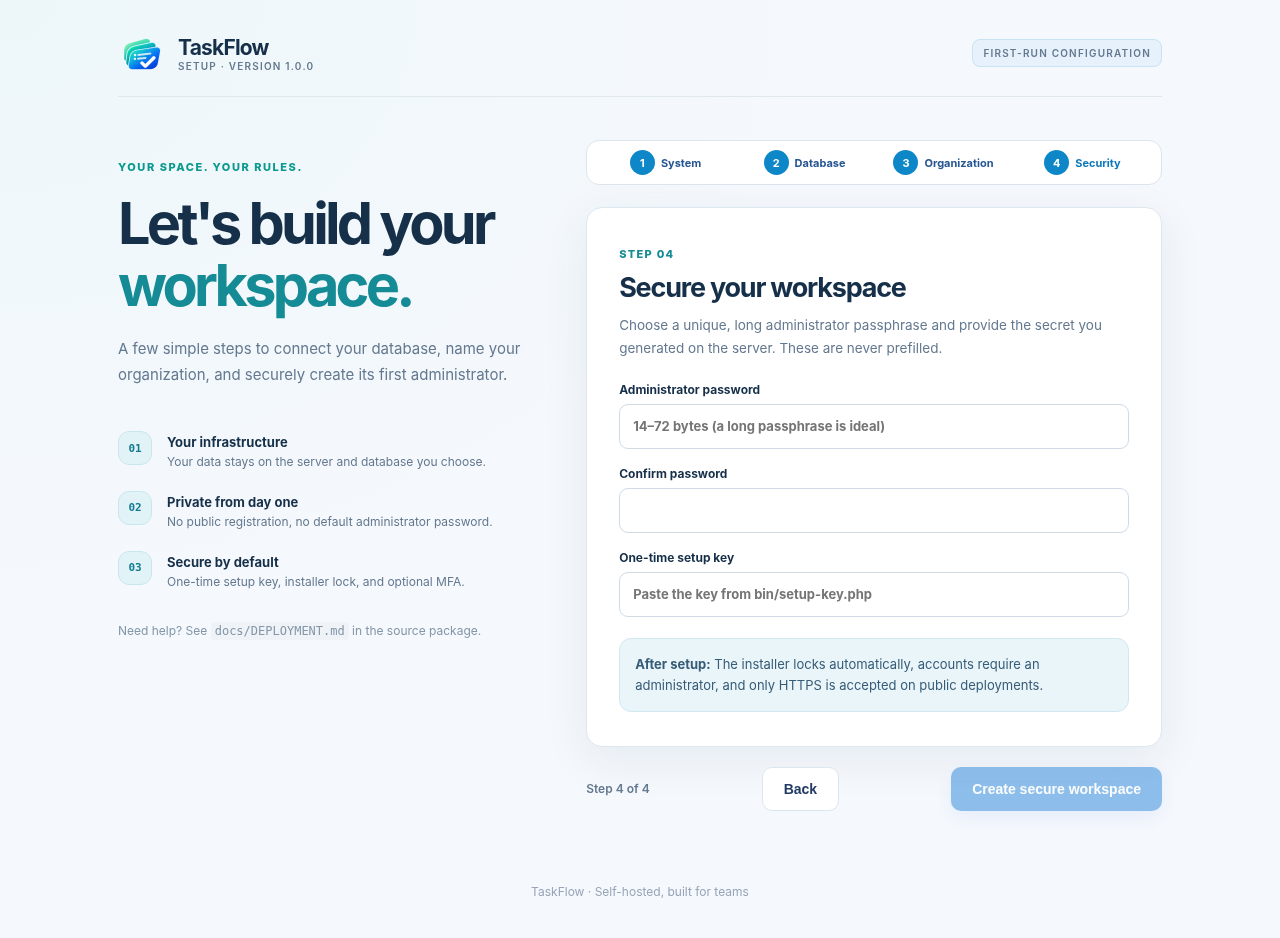 TaskFlow
SETUP · VERSION 1.0.0
FIRST-RUN CONFIGURATION
YOUR SPACE. YOUR RULES.
Let's build your
workspace.
A few simple steps to connect your database, name your
organization, and securely create its first administrator.
01
Your infrastructure
Your data stays on the server and database you choose.
02
Private from day one
No public registration, no default administrator password.
03
Secure by default
One-time setup key, installer lock, and optional MFA.
Need help? See docs/DEPLOYMENT.md in the source package.
1 System 2 Database 3 Organization 4 Security
STEP 04
Secure your workspace
Choose a unique, long administrator passphrase and provide the secret you
generated on the server. These are never prefilled.
Administrator password
14–72 bytes (a long passphrase is ideal)
Confirm password
One-time setup key
Paste the key from bin/setup-key.php
After setup: The installer locks automatically, accounts require an
administrator, and only HTTPS is accepted on public deployments.
Step 4 of 4
Back
Create secure workspace
TaskFlow · Self-hosted, built for teams